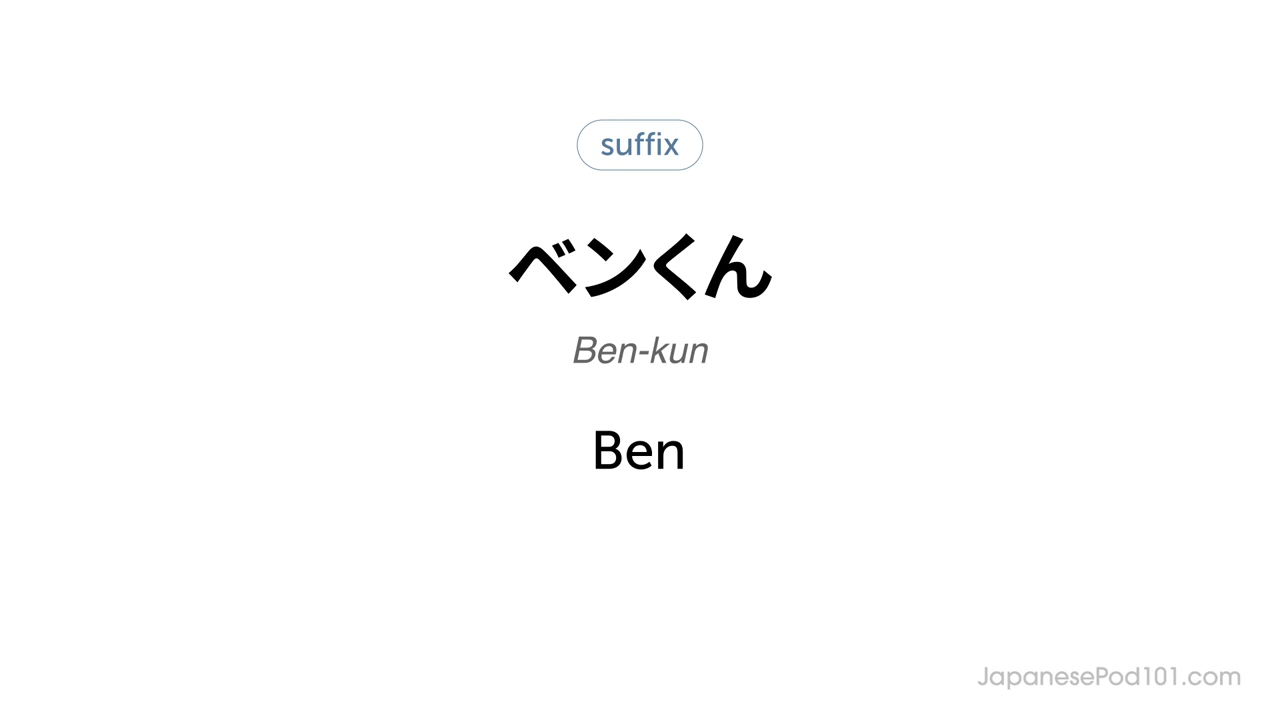 suffix
ベンくん
Ben-kun
Ben
JapanesePod101.com